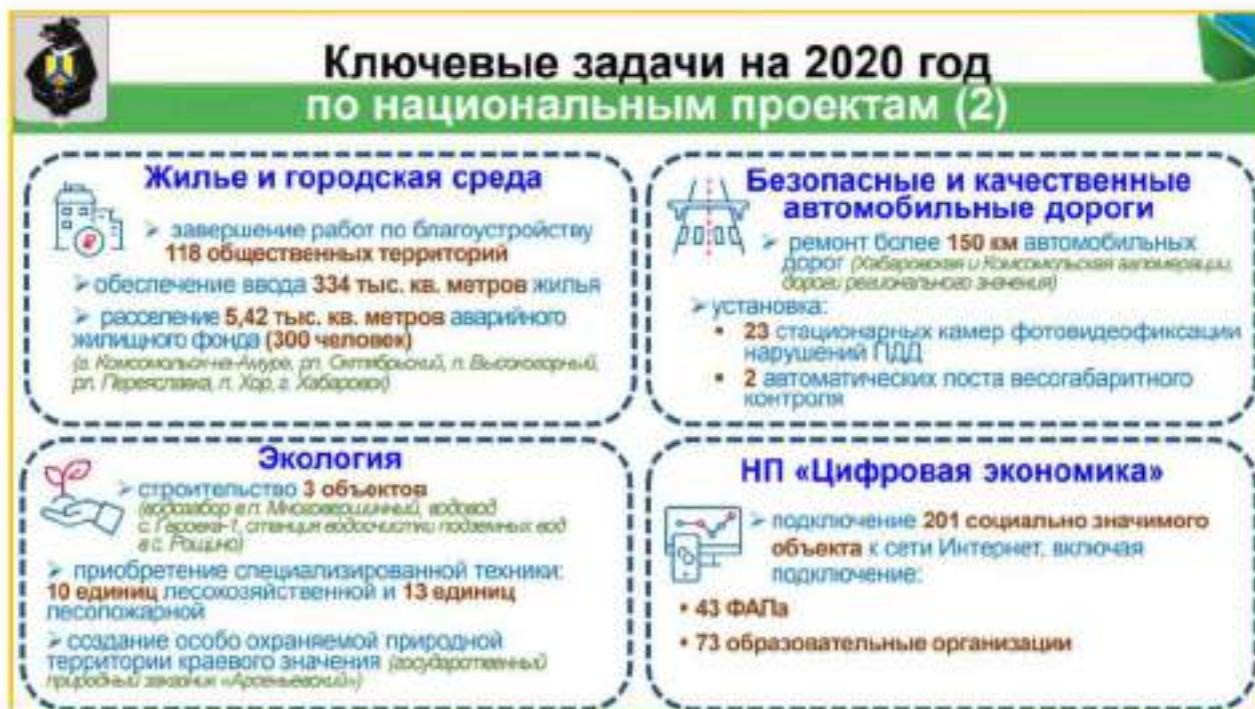 Ключевые задачи на 2020 год
по национальным проектам (2)
Жилье и городская среда
➢ завершение работ по благоустройству
118 общественных территорий
➢ обеспечение ввода 334 тыс. кв. метров жилья
➢ расселение 5,42 тыс. кв. метров аварийного
жилищного фонда (300 человек)
(г. Комсомольск-на-Амуре, рп. Октябрьский, п. Высокогорный,
рп. Переяславка, п. Хор, г. Хабаровск)
Безопасные и качественные
автомобильные дороги
➢ ремонт более 150 км автомобильных
дорог (Хабаровская и Комсомольская агломерации,
дороги регионального значения)
➢ установка:
▪ 23 стационарных камер фотовидеофиксации
нарушений ПДД
▪ 2 автоматических поста весогабаритного
контроля
Экология
➢ строительство 3 объектов
(водозабор в п. Многовершинный, водовод
с. Гаровка-1, станция водоочистки подземных вод
в с. Рощино)
➢ приобретение специализированной техники:
10 единиц лесохозяйственной и 13 единиц
лесопожарной
➢ создание особо охраняемой природной
территории краевого значения (государственный
природный заказник «Арсеньевский»)
НП «Цифровая экономика»
➢ подключение 201 социально значимого
объекта к сети Интернет, включая
подключение:
▪ 43 ФАПа
▪ 73 образовательные организации